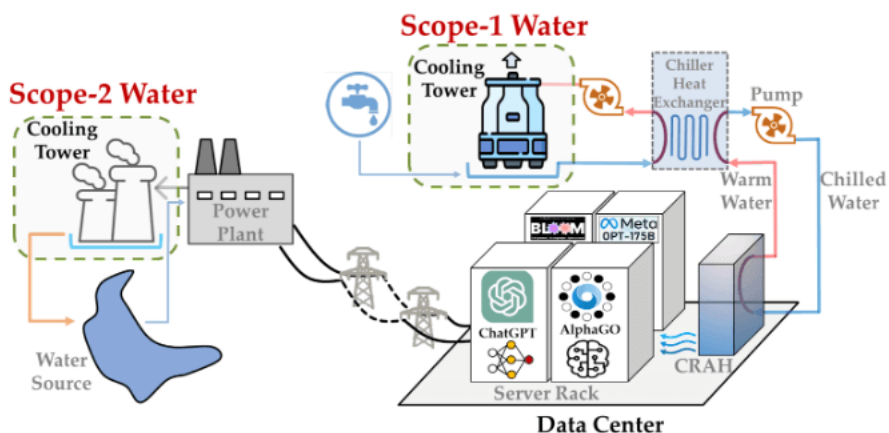 Scope-1 Water
Cooling
Tower
Chiller
Heat
Exchanger
Pump
Scope-2 Water
Cooling
Tower
Power
Plant
Warm
Water
Chilled
Water
BLOOM
Meta
OPT-175B
ChatGPT
AlphaGO
Water
Source
CRAH
Server Rack
Data Center